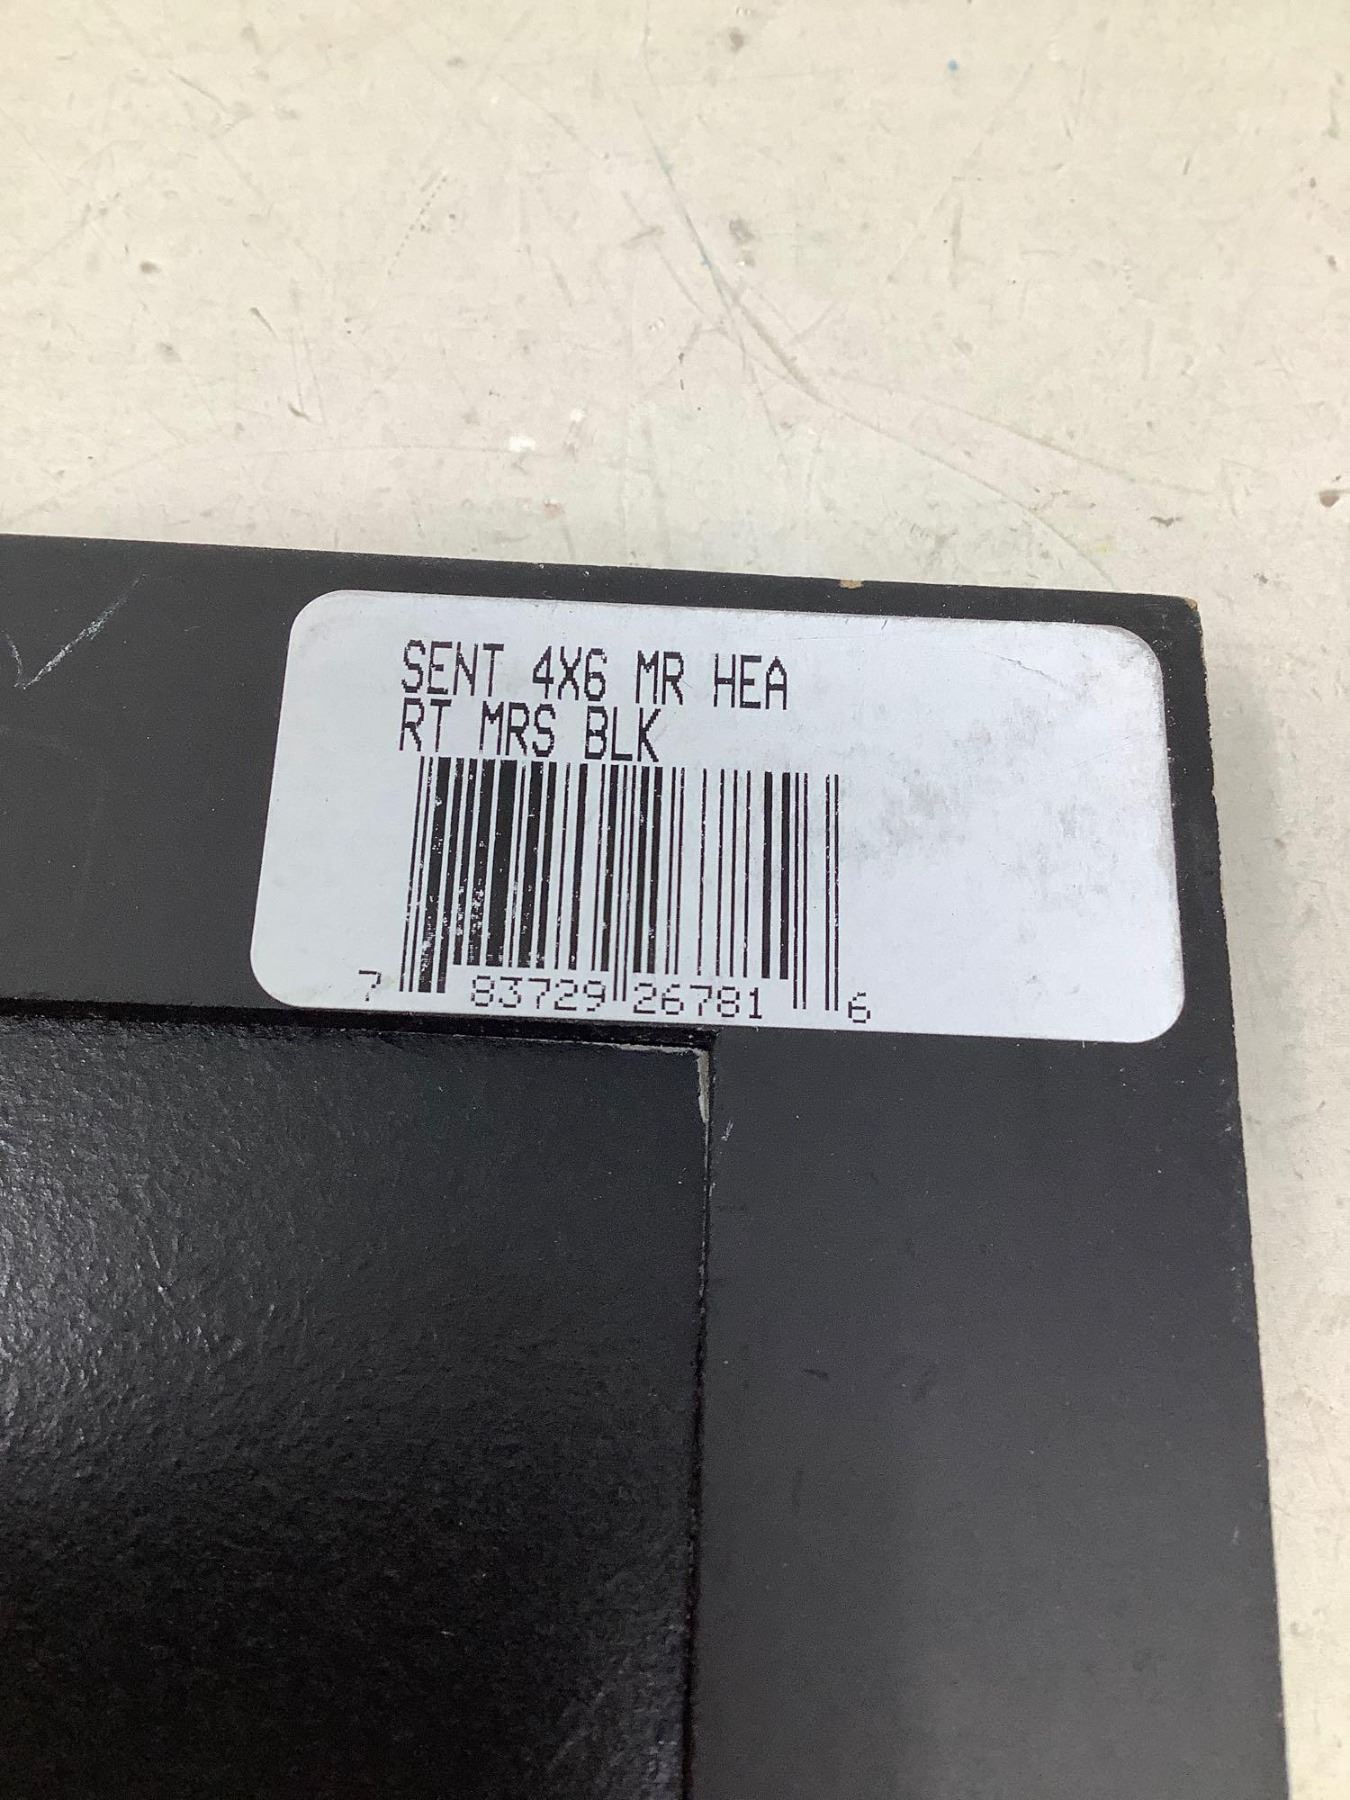 SENT 4X6 MR HEA
RT MRS BLK
7 83729 26781 6